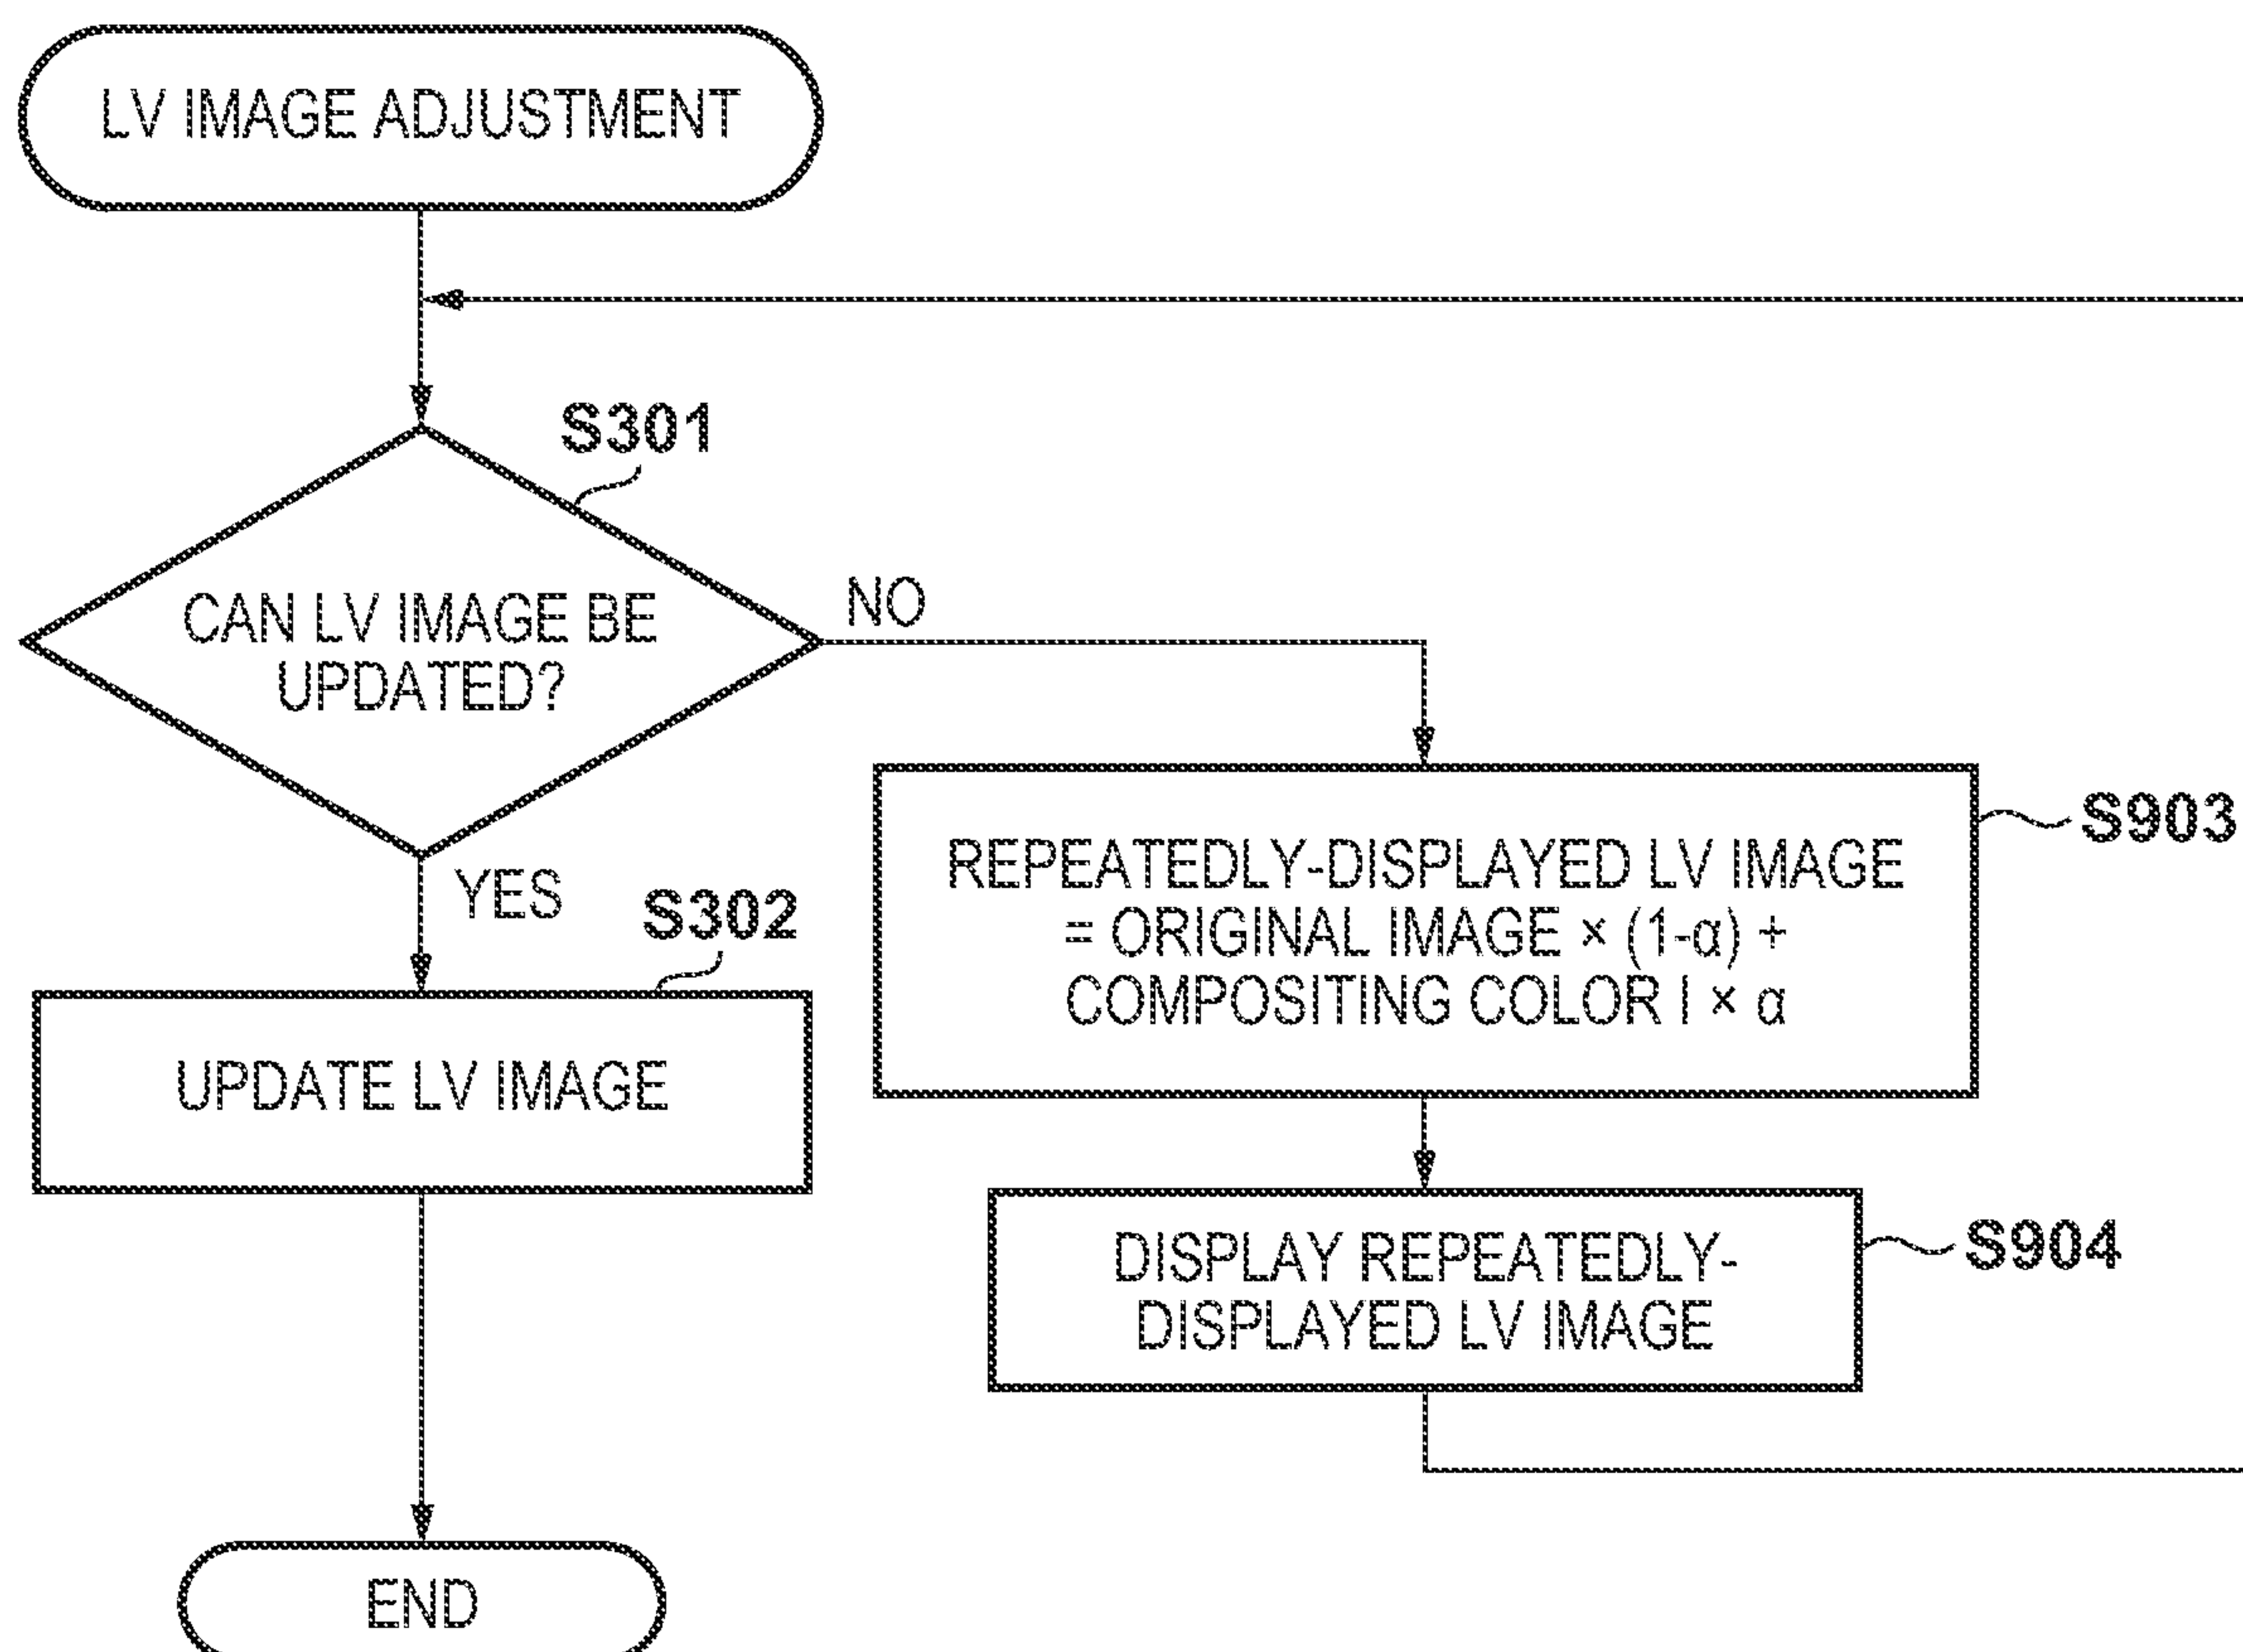 LV IMAGE ADJUSTMENT
S301
CAN LV IMAGE BE
UPDATED?
NO
YES
S302
UPDATE LV IMAGE
S903
REPEATEDLY-DISPLAYED LV IMAGE
= ORIGINAL IMAGE × (1-α) +
COMPOSITING COLOR I × α
S904
DISPLAY REPEATEDLY-
DISPLAYED LV IMAGE
END